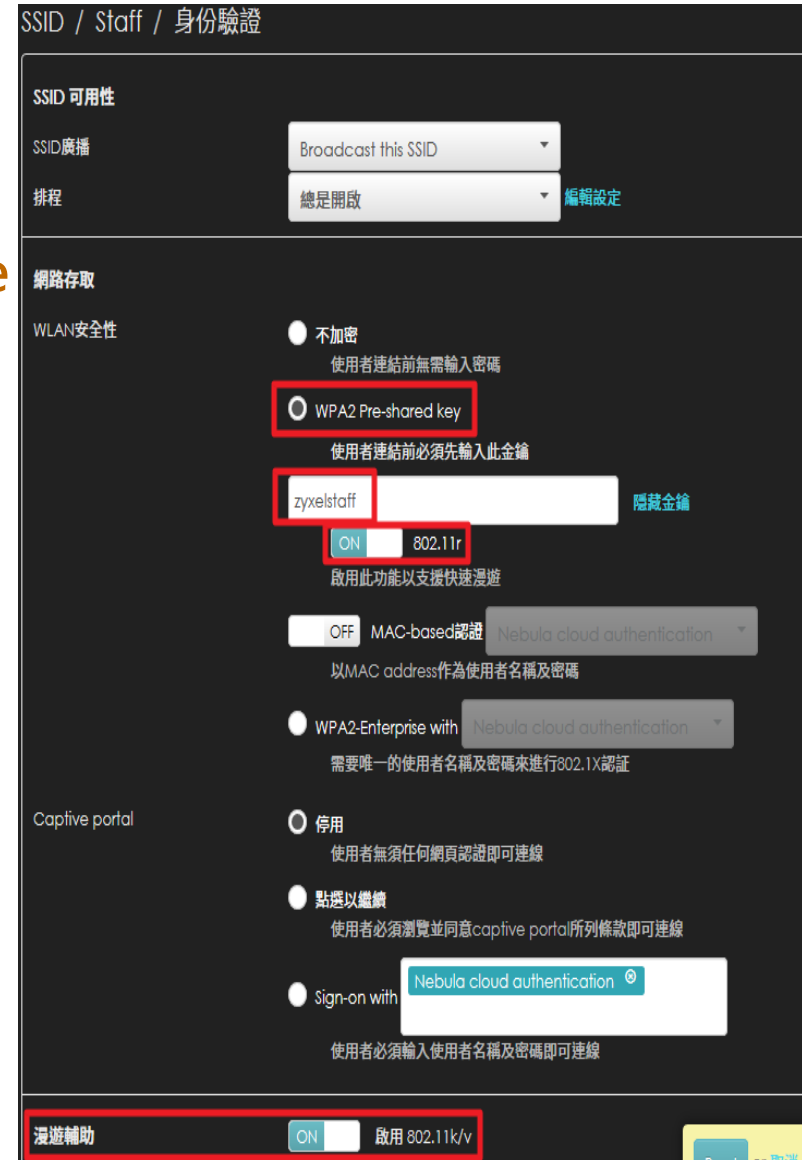 SSID / Staff / 身份驗證
SSID 可用性
SSID廣播 Broadcast this SSID
排程 總是開啟 編輯設定
e
網路存取
WLAN安全性 不加密
使用者連結前無需輸入密碼
WPA2 Pre-shared key
使用者連結前必須先輸入此金鑰
zyxelstaff 隱藏金鑰
ON 802.11r
啟用此功能以支援快速漫遊
OFF MAC-based認證 Nebula cloud authentication
以MAC address作為使用者名稱及密碼
WPA2-Enterprise with Nebula cloud authentication
需要唯一的使用者名稱及密碼來進行802.1X認証
Captive portal 停用
使用者無須任何網頁認證即可連線
點選以繼續
使用者必須瀏覽並同意captive portal所列條款即可連線
Sign-on with Nebula cloud authentication
使用者必須輸入使用者名稱及密碼即可連線
漫遊輔助 ON 啟用 802.11k/v